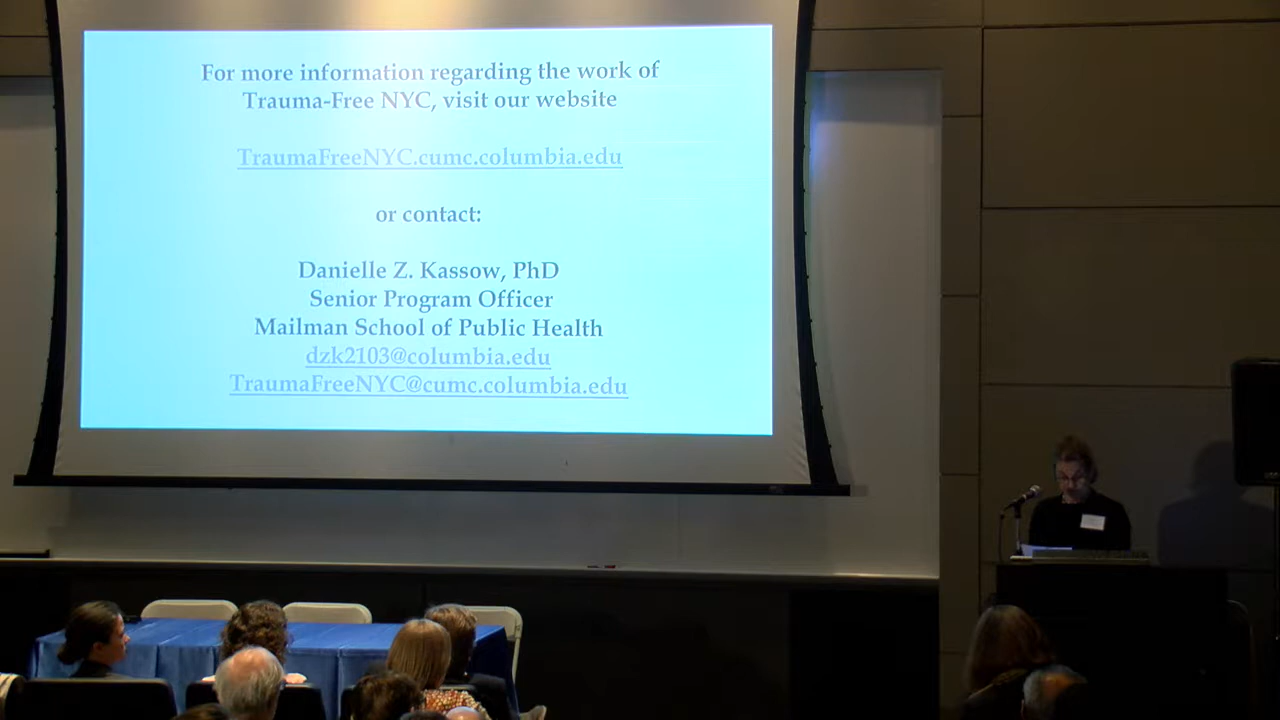 For more information regarding the work of
Trauma-Free NYC, visit our website
TraumaFreeNYC.cumc.columbia.edu
or contact:
Danielle Z. Kassow, PhD
Senior Program Officer
Mailman School of Public Health
dzk2103@columbia.edu
TraumaFreeNYC@cumc.columbia.edu